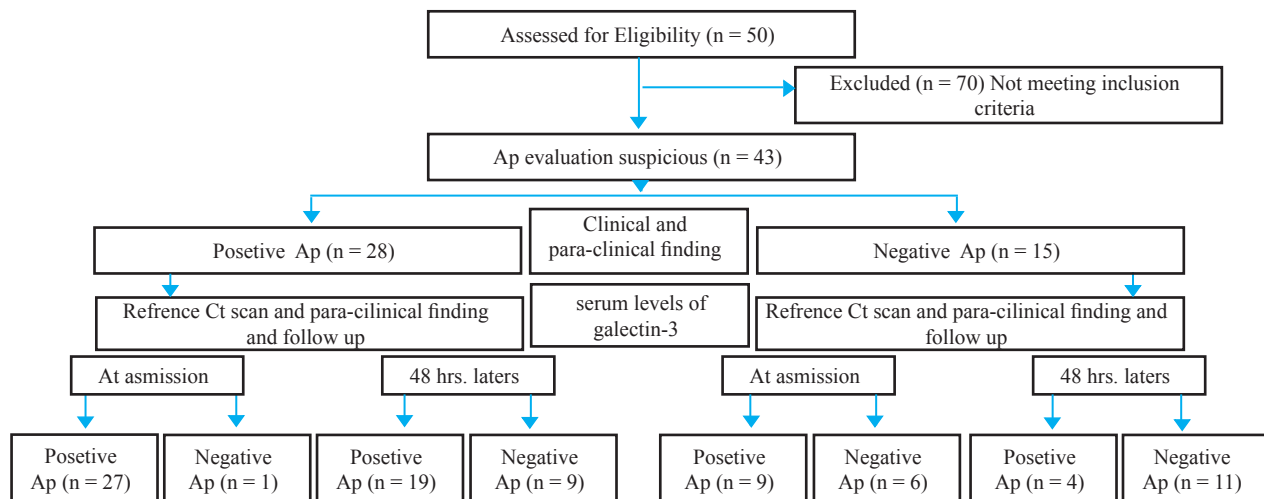 Assessed for Eligibility (n = 50)
Excluded (n = 70) Not meeting inclusion
criteria
Ap evaluation suspicious (n = 43)
Posetive Ap (n = 28)
Clinical and
para-clinical finding
Negative Ap (n = 15)
Refrence Ct scan and para-cilinical finding
and follow up
serum levels of
galectin-3
Refrence Ct scan and para-cilinical finding and
follow up
At asmission
48 hrs. laters
At asmission
48 hrs. laters
Posetive
Ap (n = 27)
Negative
Ap (n = 1)
Posetive
Ap (n = 19)
Negative
Ap (n = 9)
Posetive
Ap (n = 9)
Negative
Ap (n = 6)
Posetive
Ap (n = 4)
Negative
Ap (n = 11)